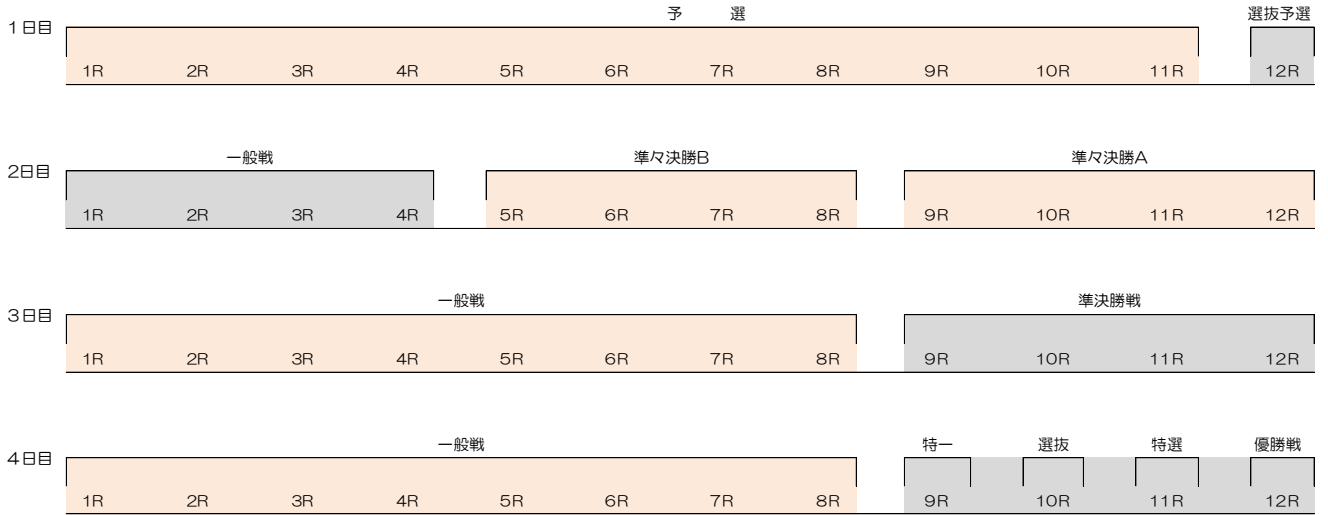 予　選 選抜予選
1日目
1R 2R 3R 4R 5R 6R 7R 8R 9R 10R 11R 12R
一般戦 準々決勝B 準々決勝A
2日目
1R 2R 3R 4R 5R 6R 7R 8R 9R 10R 11R 12R
一般戦 準決勝戦
3日目
1R 2R 3R 4R 5R 6R 7R 8R 9R 10R 11R 12R
一般戦 特一 選抜 特選 優勝戦
4日目
1R 2R 3R 4R 5R 6R 7R 8R 9R 10R 11R 12R